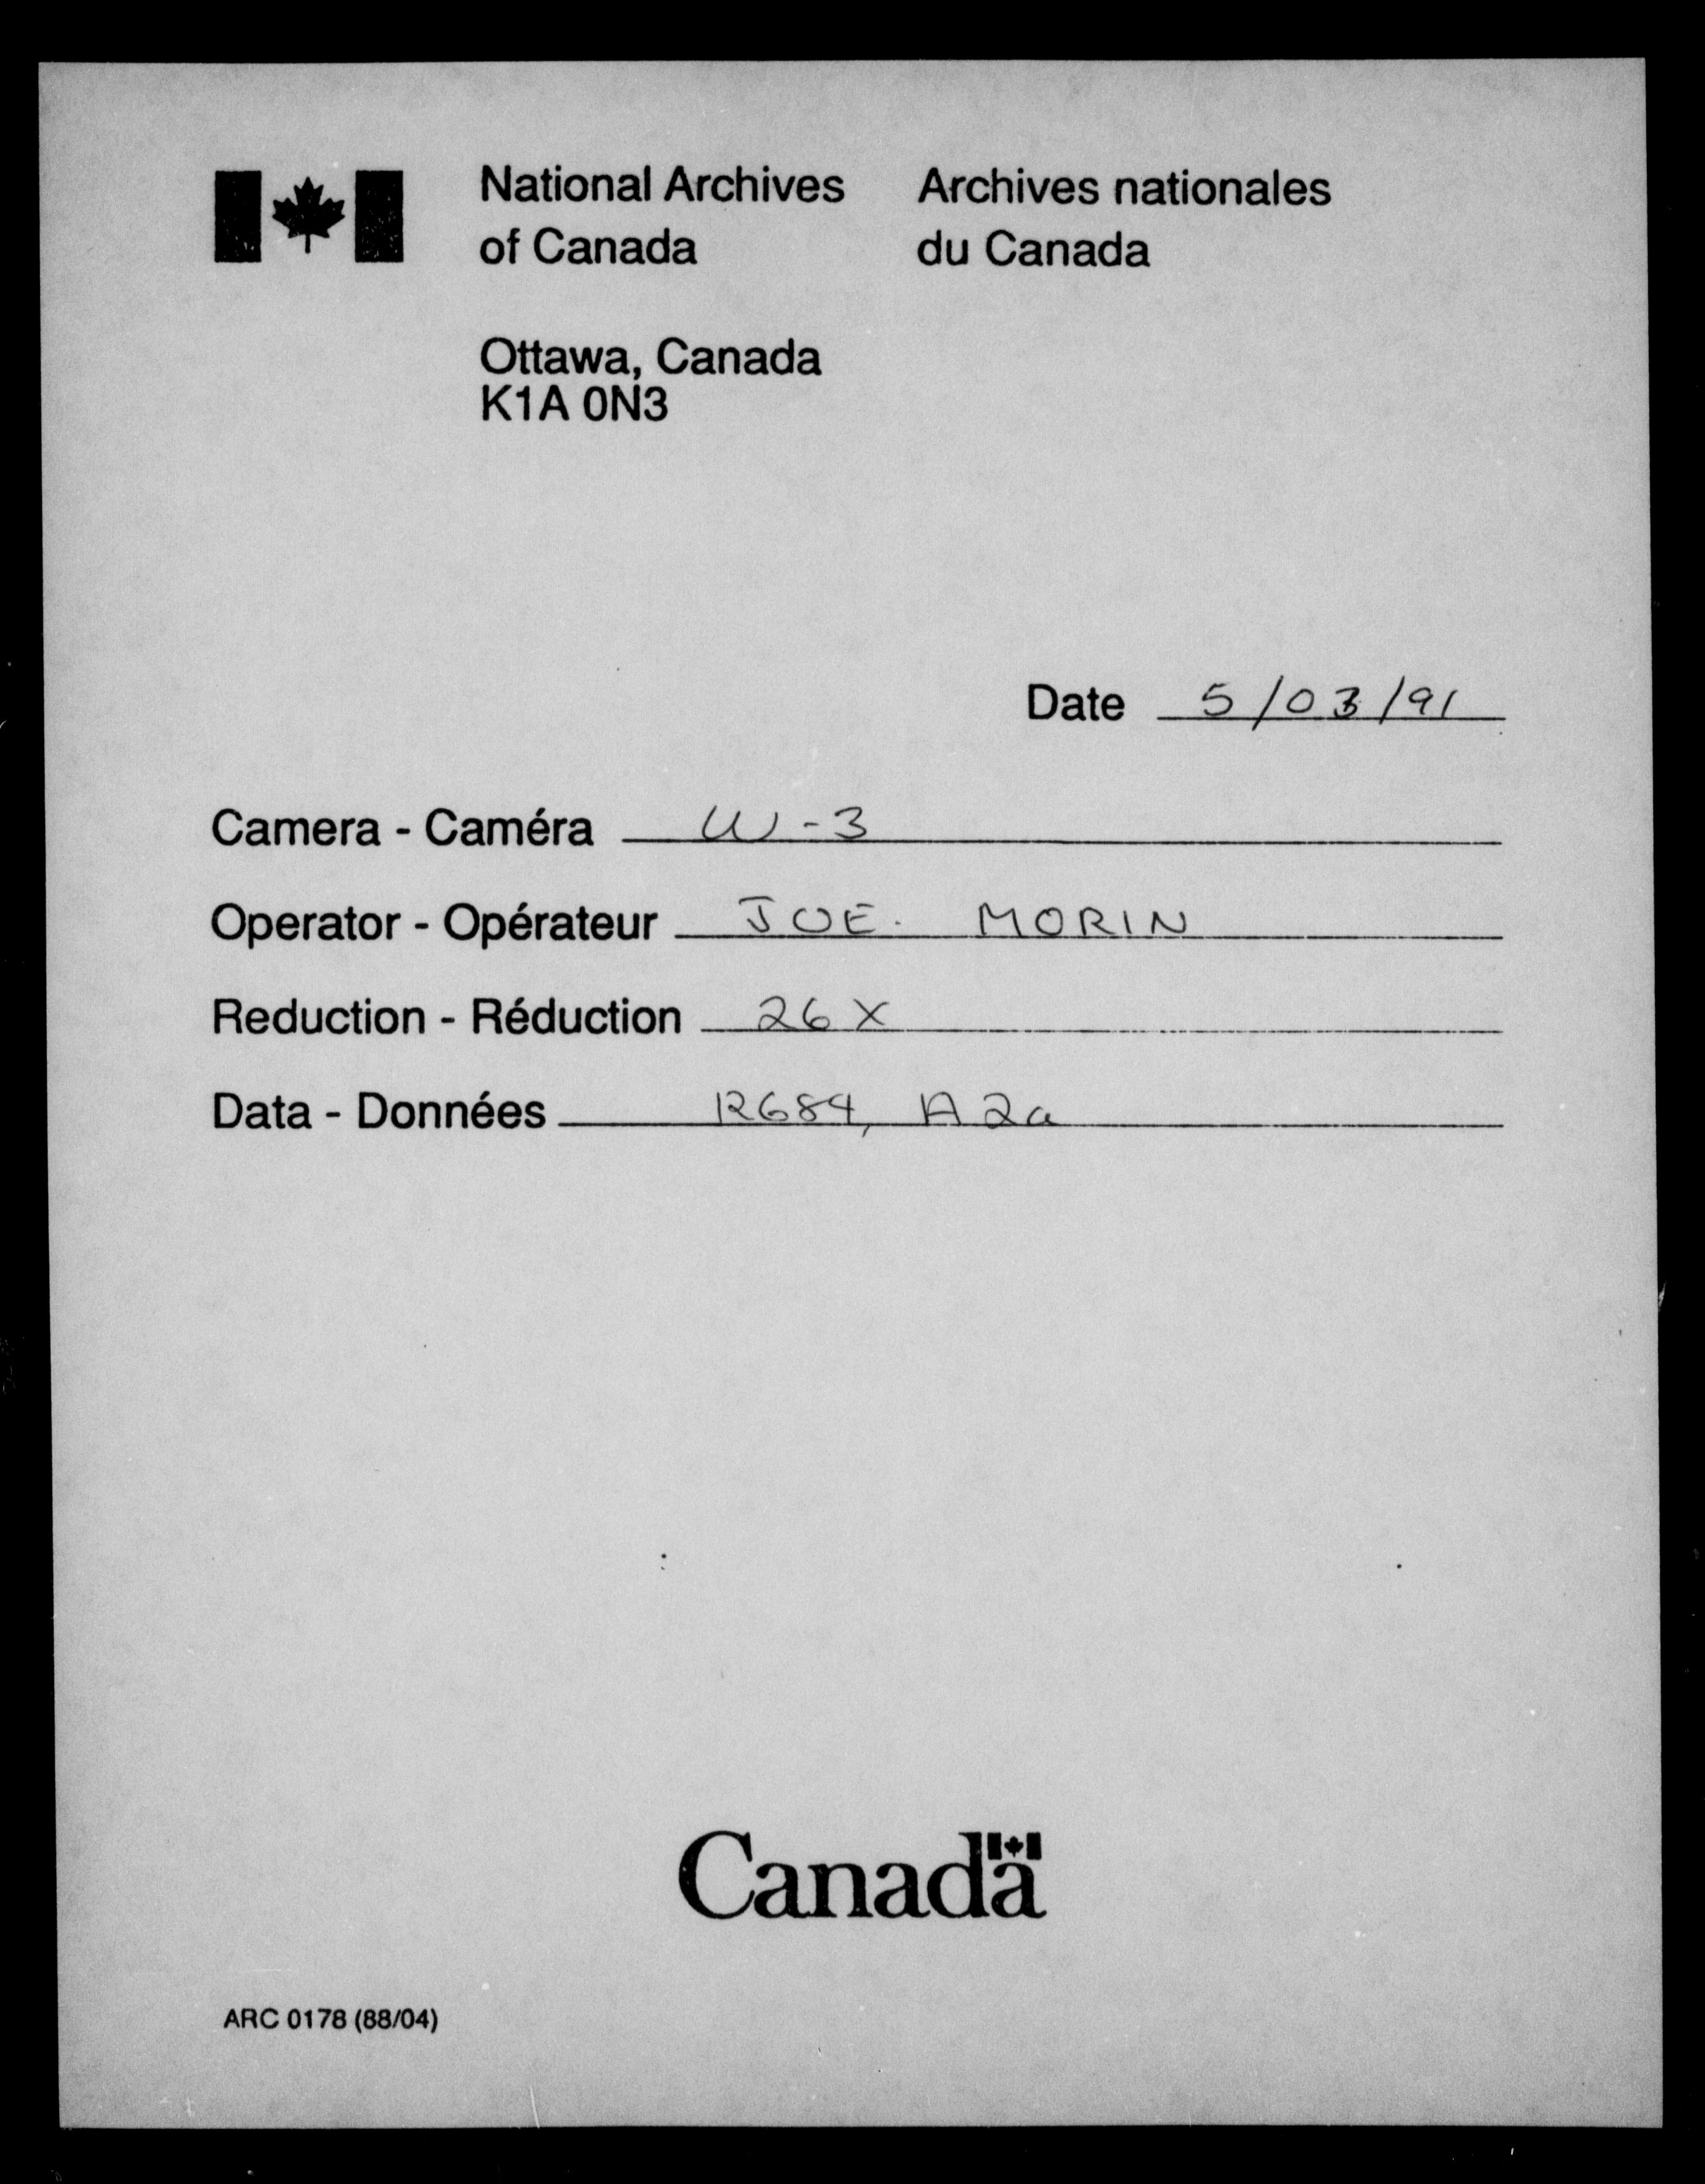 National Archives
of Canada
Archives nationales
du Canada
Ottawa, Canada
K1A 0N3
Date 5/03/91
Camera - Caméra W-3
Operator - Opérateur JOE. MORIN
Reduction - Réduction 26X
Data - Données R684, A2a
Canada
ARC 0178 (88/04)